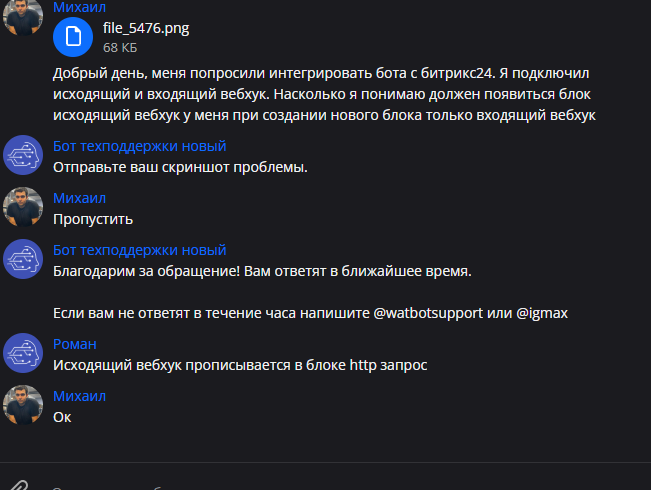 Михаил
file_5476.png
68 КБ
Добрый день, меня попросили интегрировать бота с битрикс24. Я подключил
исходящий и входящий вебхук. Насколько я понимаю должен появиться блок
исходящий вебхук у меня при создании нового блока только входящий вебхук
Бот техподдержки новый
Отправьте ваш скриншот проблемы.
Михаил
Пропустить
Бот техподдержки новый
Благодарим за обращение! Вам ответят в ближайшее время.
Если вам не ответят в течение часа напишите @watbotsupport или @igmax
Роман
Исходящий вебхук прописывается в блоке http запрос
Михаил
Ок